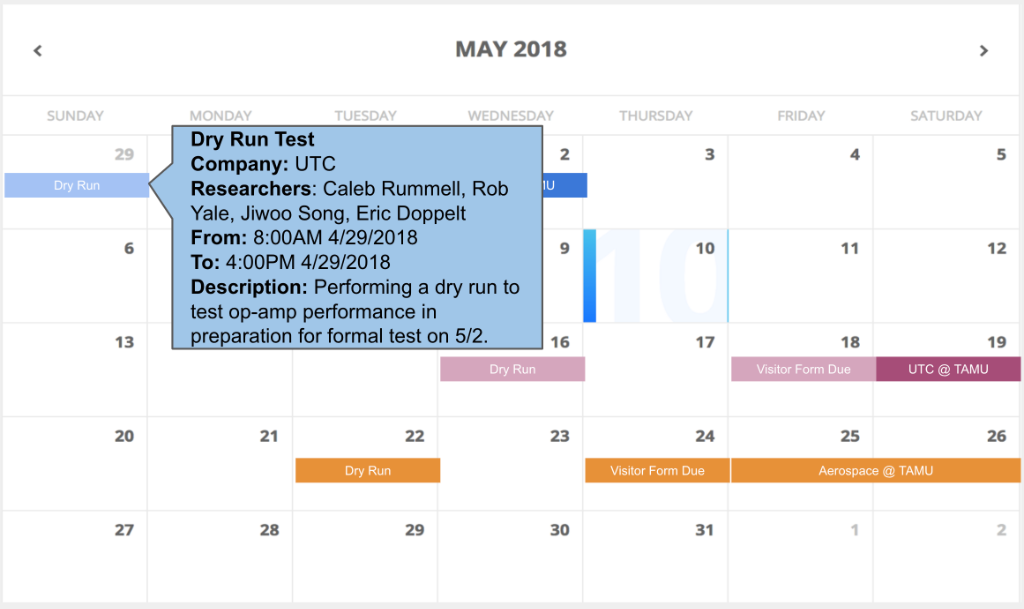 MAY 2018
SUNDAY MONDAY TUESDAY WEDNESDAY THURSDAY FRIDAY SATURDAY
29 2 3 4 5
Dry Run MU
Dry Run Test
Company: UTC
Researchers: Caleb Rummell, Rob
Yale, Jiwoo Song, Eric Doppelt
From: 8:00AM 4/29/2018
To: 4:00PM 4/29/2018
Description: Performing a dry run to
test op-amp performance in
preparation for formal test on 5/2.
6 9 10 10 11 12
13 16 17 18 19
Dry Run Visitor Form Due UTC @ TAMU
20 21 22 23 24 25 26
Dry Run Visitor Form Due Aerospace @ TAMU
27 28 29 30 31 1 2